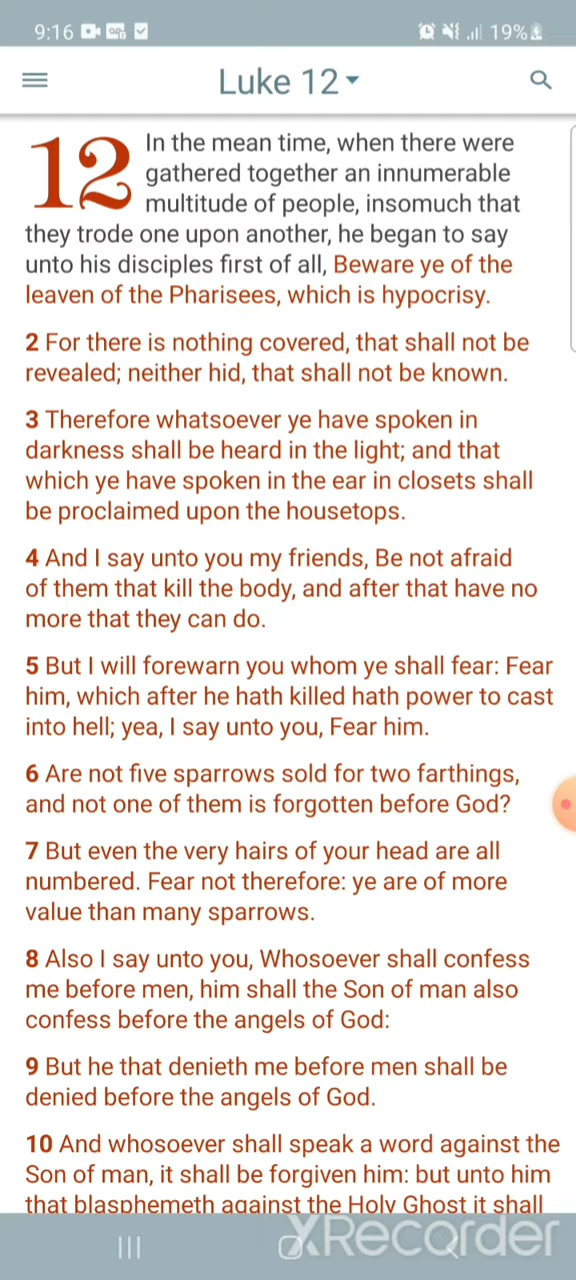 9:16 19%
Luke 12
12 In the mean time, when there were
gathered together an innumerable
multitude of people, insomuch that
they trode one upon another, he began to say
unto his disciples first of all, Beware ye of the
leaven of the Pharisees, which is hypocrisy.
2 For there is nothing covered, that shall not be
revealed; neither hid, that shall not be known.
3 Therefore whatsoever ye have spoken in
darkness shall be heard in the light; and that
which ye have spoken in the ear in closets shall
be proclaimed upon the housetops.
4 And I say unto you my friends, Be not afraid
of them that kill the body, and after that have no
more that they can do.
5 But I will forewarn you whom ye shall fear: Fear
him, which after he hath killed hath power to cast
into hell; yea, I say unto you, Fear him.
6 Are not five sparrows sold for two farthings,
and not one of them is forgotten before God?
7 But even the very hairs of your head are all
numbered. Fear not therefore: ye are of more
value than many sparrows.
8 Also I say unto you, Whosoever shall confess
me before men, him shall the Son of man also
confess before the angels of God:
9 But he that denieth me before men shall be
denied before the angels of God.
10 And whosoever shall speak a word against the
Son of man, it shall be forgiven him: but unto him
that blasphemeth against the Holy Ghost it shall
XRecorder